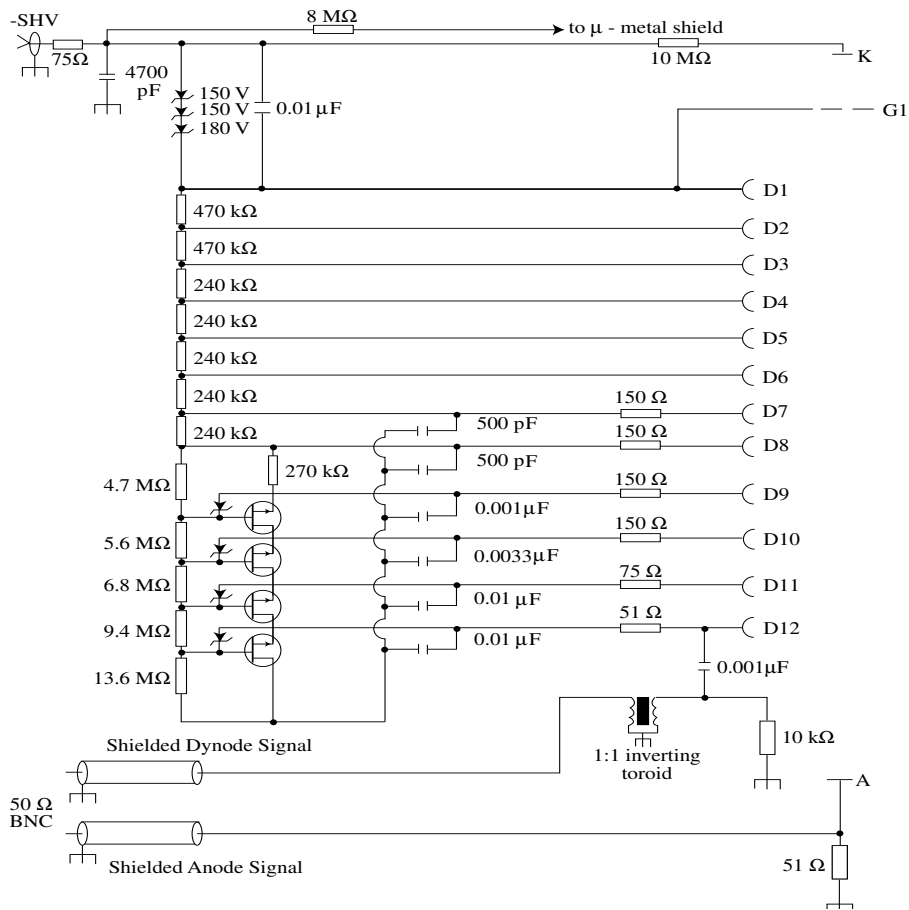 -SHV
8 MΩ
to μ - metal shield
75Ω
10 MΩ
K
4700
pF
150 V
150 V
180 V
0.01 μF
G1
D1
470 kΩ
D2
470 kΩ
D3
240 kΩ
D4
240 kΩ
D5
240 kΩ
D6
240 kΩ
150 Ω
D7
500 pF
240 kΩ
150 Ω
D8
500 pF
270 kΩ
4.7 MΩ
150 Ω
D9
0.001μF
150 Ω
D10
5.6 MΩ
0.0033μF
75 Ω
D11
6.8 MΩ
0.01 μF
51 Ω
D12
9.4 MΩ
0.01 μF
0.001μF
13.6 MΩ
Shielded Dynode Signal
1:1 inverting
toroid
10 kΩ
A
50 Ω
BNC
Shielded Anode Signal
51 Ω